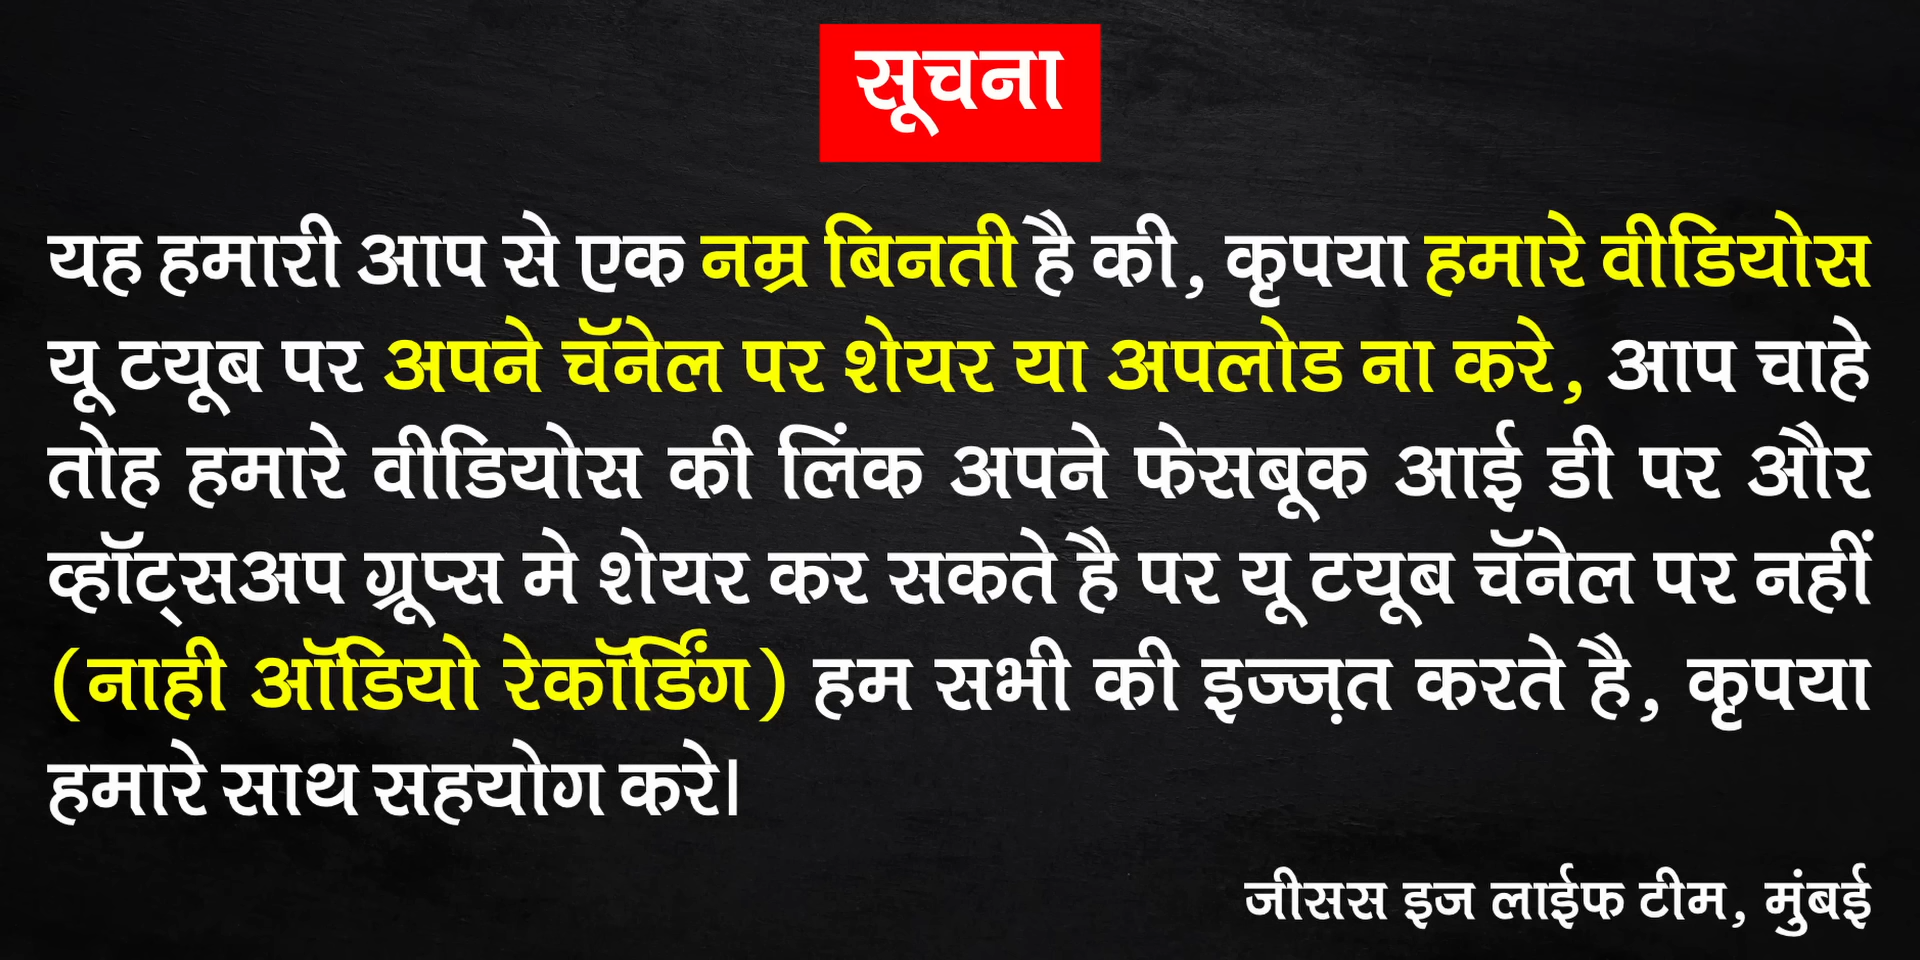 सूचना
यह हमारी आप से एक नम्र बिनती है की, कृपया हमारे वीडियोस
यू टयूब पर अपने चॅनेल पर शेयर या अपलोड ना करे, आप चाहे
तोह हमारे वीडियोस की लिंक अपने फेसबूक आई डी पर और
व्हॉट्सअप ग्रूप्स मे शेयर कर सकते है पर यू टयूब चॅनेल पर नहीं
(नाही ऑडियो रेकॉर्डिंग) हम सभी की इज्ज़त करते है, कृपया
हमारे साथ सहयोग करे।
जीसस इज लाईफ टीम, मुंबई